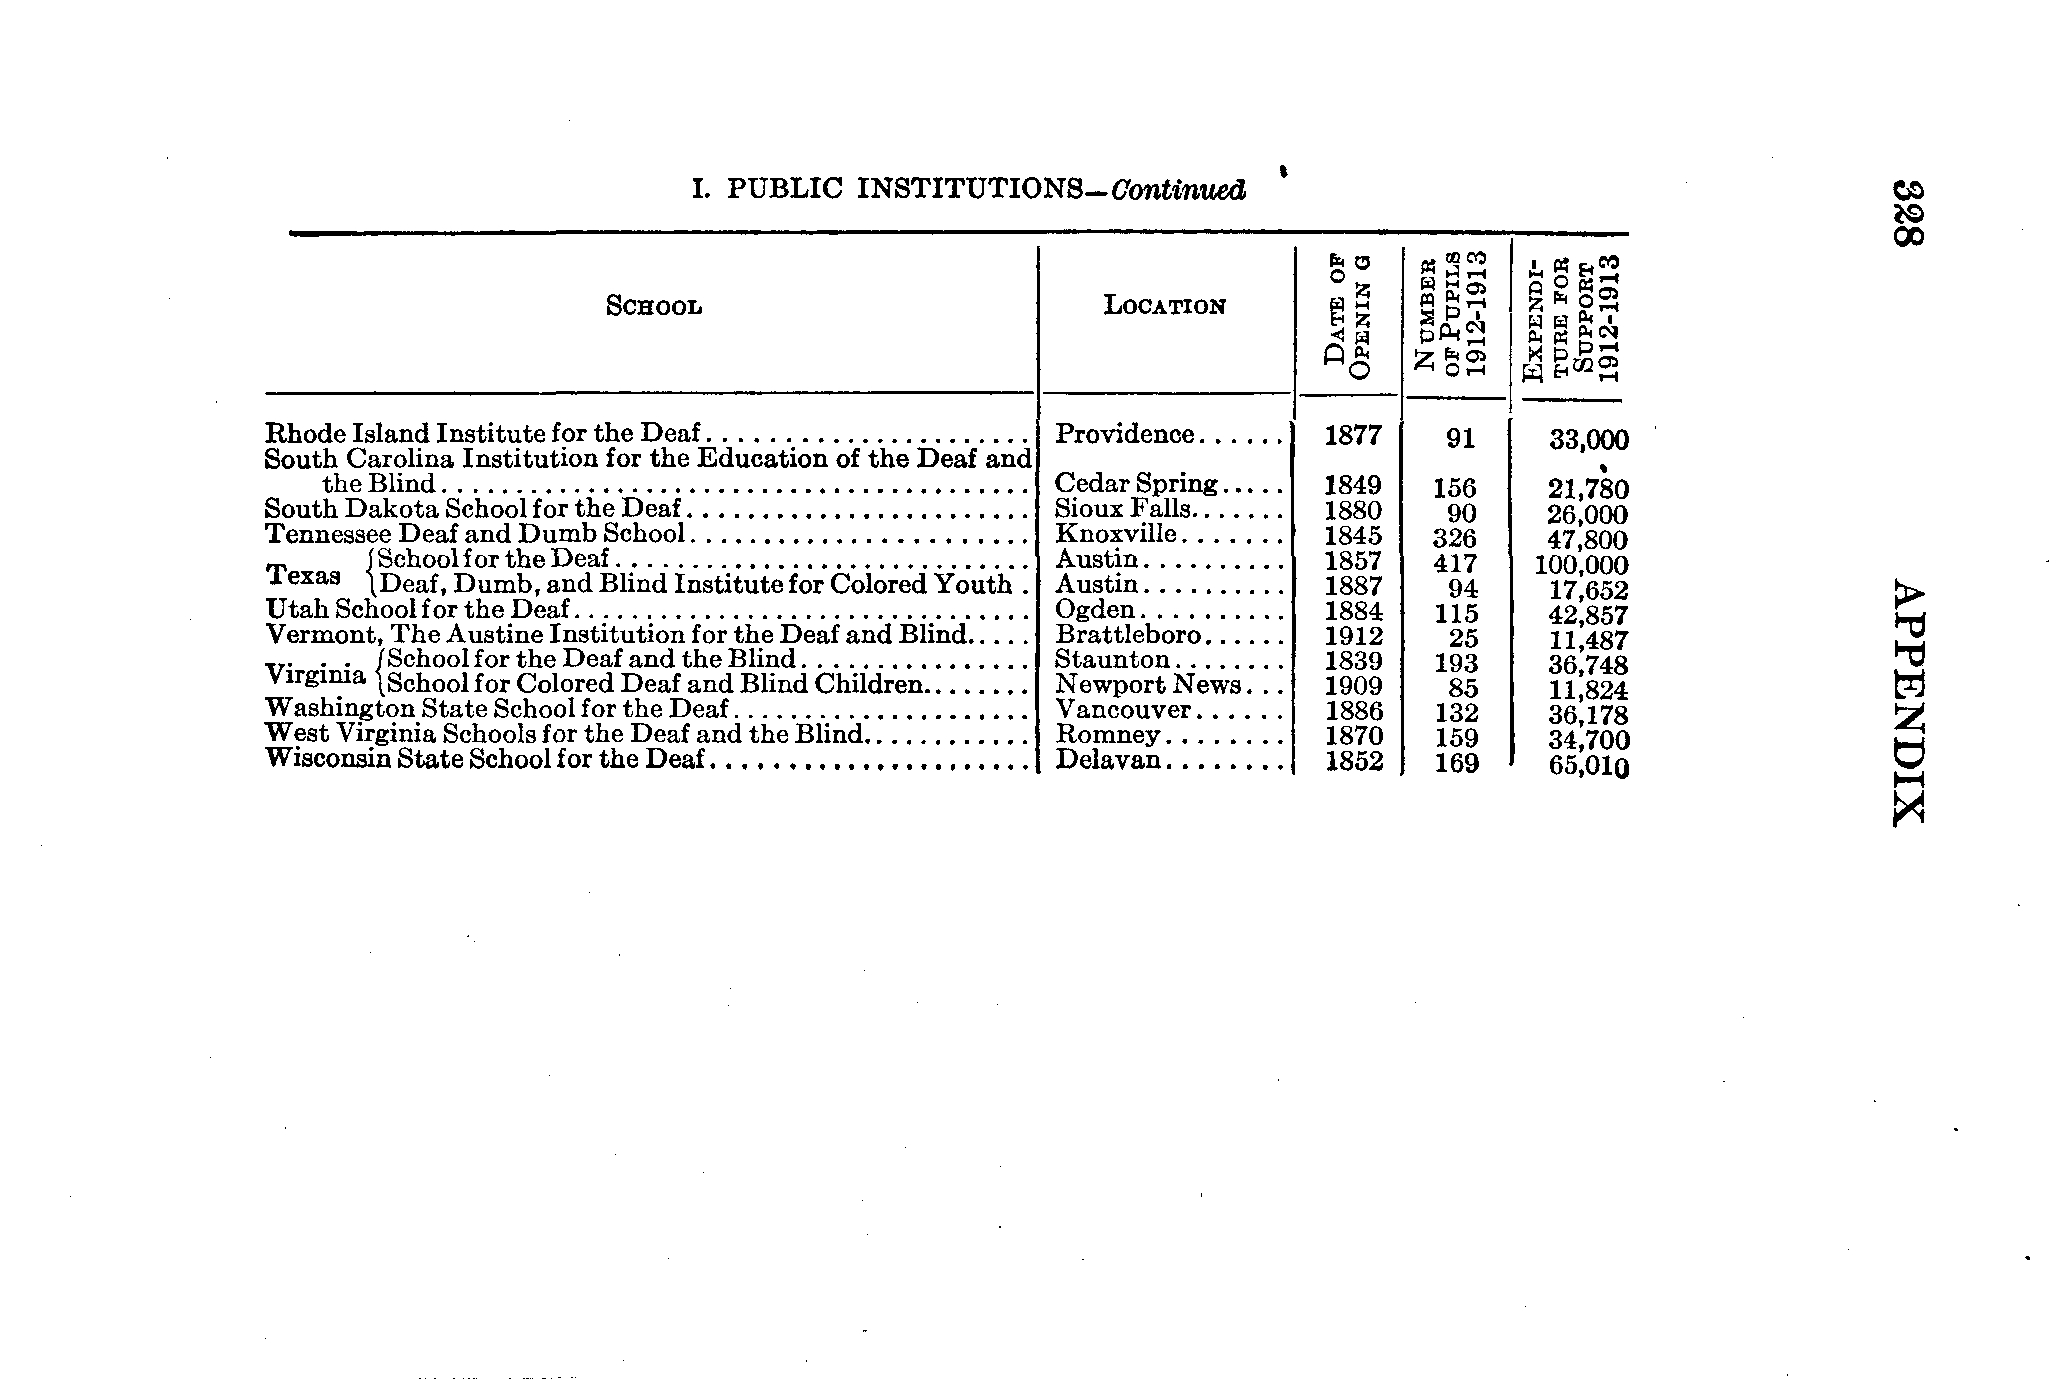 I. PUBLIC INSTITUTIONS—Continued
328
APPENDIX
SCHOOL
LOCATION
DATE OF
OPENING
NUMBER
OF PUPILS
1912-1913
EXPENDI-
TURE FOR
SUPPORT
1912-1913
Rhode Island Institute for the Deaf...................... Providence...... 1877 91 33,000
South Carolina Institution for the Education of the Deaf and
the Blind......................................... Cedar Spring..... 1849 156 21,780
South Dakota School for the Deaf........................ Sioux Falls....... 1880 90 26,000
Tennessee Deaf and Dumb School........................ Knoxville....... 1845 326 47,800
Texas {School for the Deaf............................. Austin.......... 1857 417 100,000
{Deaf, Dumb, and Blind Institute for Colored Youth . Austin.......... 1887 94 17,652
Utah School for the Deaf................................ Ogden.......... 1884 115 42,857
Vermont, The Austine Institution for the Deaf and Blind..... Brattleboro...... 1912 25 11,487
Virginia {School for the Deaf and the Blind................ Staunton........ 1839 193 36,748
{School for Colored Deaf and Blind Children........ Newport News... 1909 85 11,824
Washington State School for the Deaf..................... Vancouver...... 1886 132 36,178
West Virginia Schools for the Deaf and the Blind............ Romney........ 1870 159 34,700
Wisconsin State School for the Deaf...................... Delavan........ 1852 169 65,010